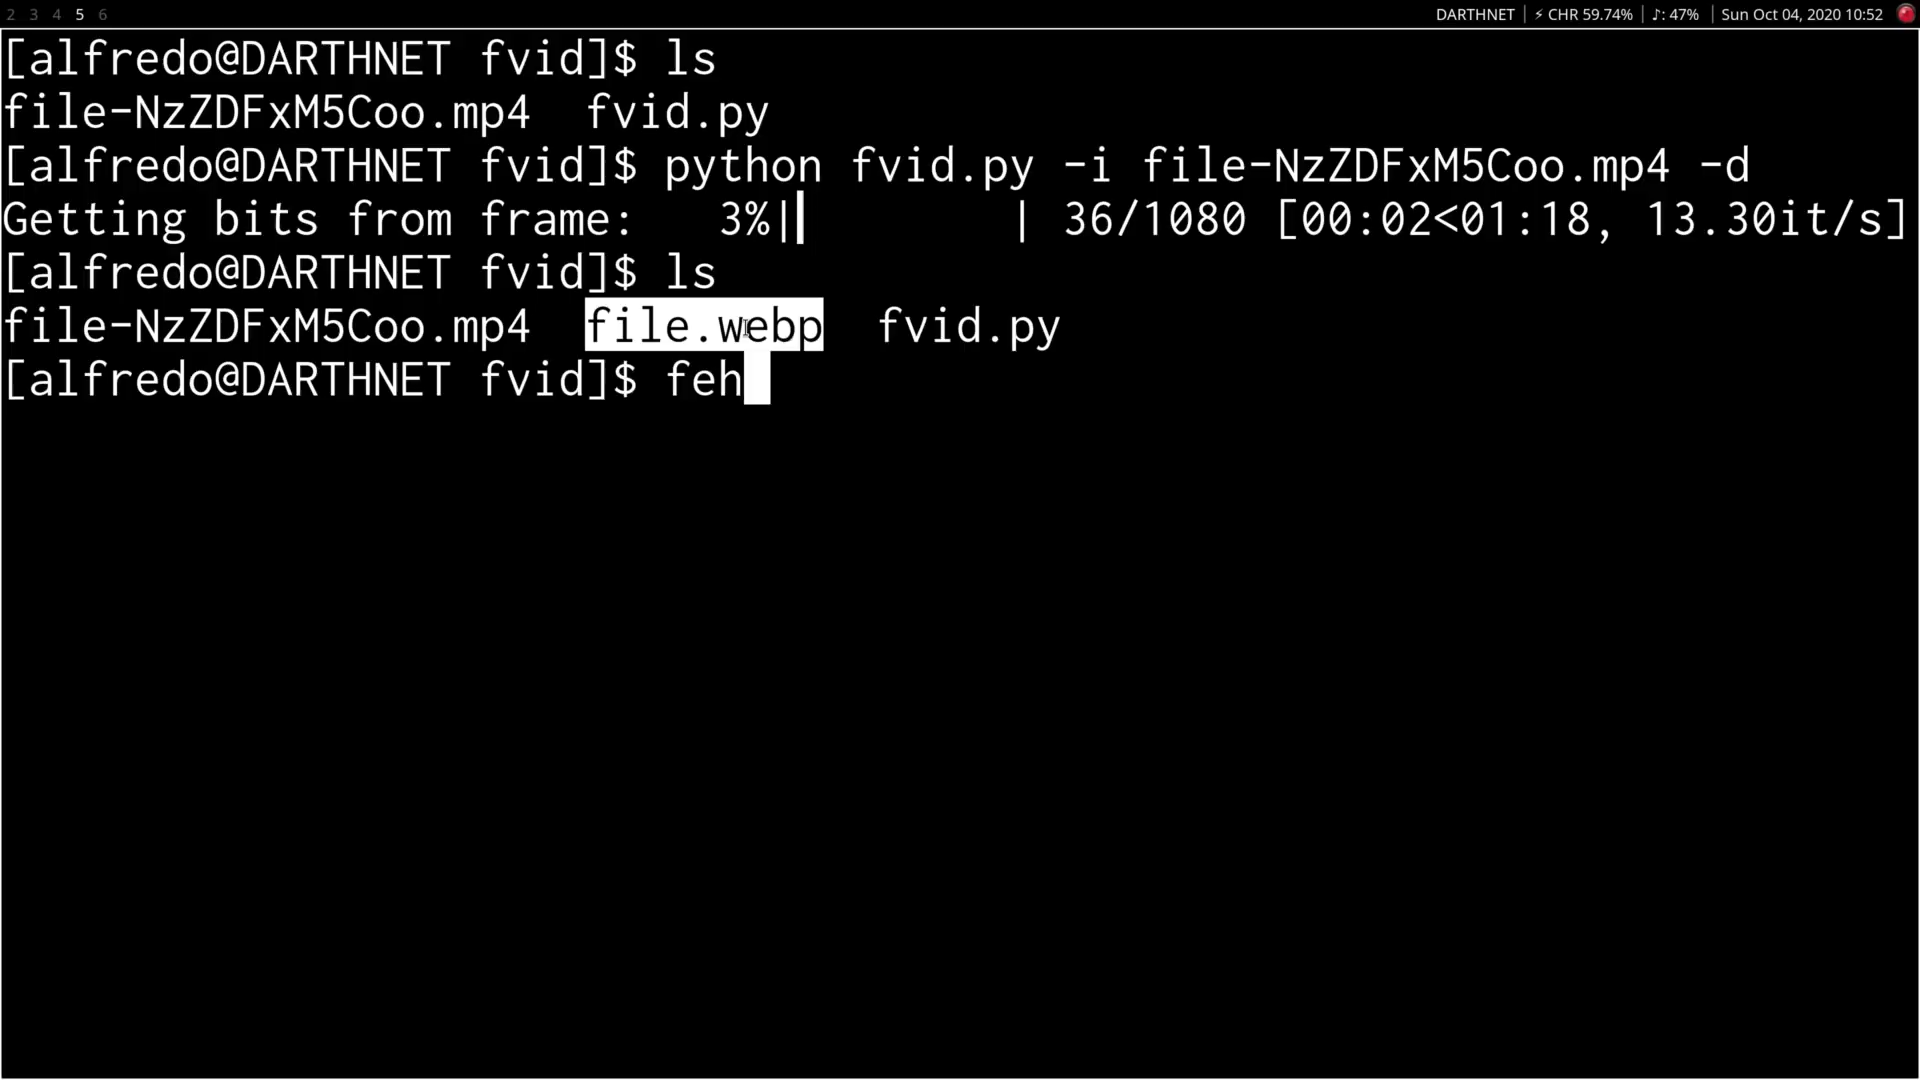 2 3 4 5 6 DARTHNET | ⚡ CHR 59.74% | ♪: 47% | Sun Oct 04, 2020 10:52
[alfredo@DARTHNET fvid]$ ls
file-NzZDFxM5Coo.mp4 fvid.py
[alfredo@DARTHNET fvid]$ python fvid.py -i file-NzZDFxM5Coo.mp4 -d
Getting bits from frame: 3%|▍ | 36/1080 [00:02<01:18, 13.30it/s]
[alfredo@DARTHNET fvid]$ ls
file-NzZDFxM5Coo.mp4 file.webp fvid.py
[alfredo@DARTHNET fvid]$ feh